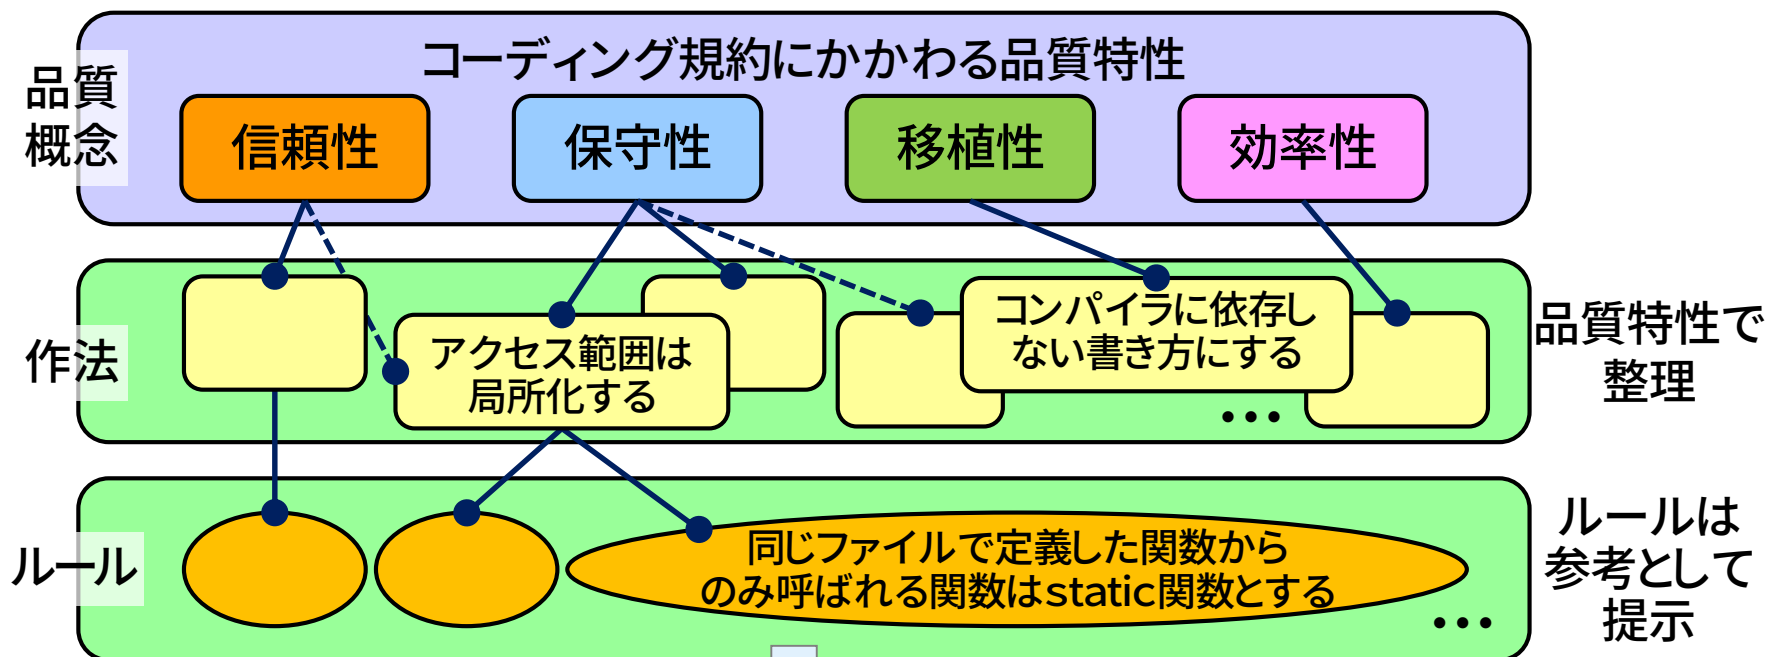 コーディング規約にかかわる品質特性
品質
概念
信頼性
保守性
移植性
効率性
作法
アクセス範囲は
局所化する
コンパイラに依存し
ない書き方にする
…
品質特性で
整理
ルール
同じファイルで定義した関数から
のみ呼ばれる関数はstatic関数とする
…
ルールは
参考として
提示